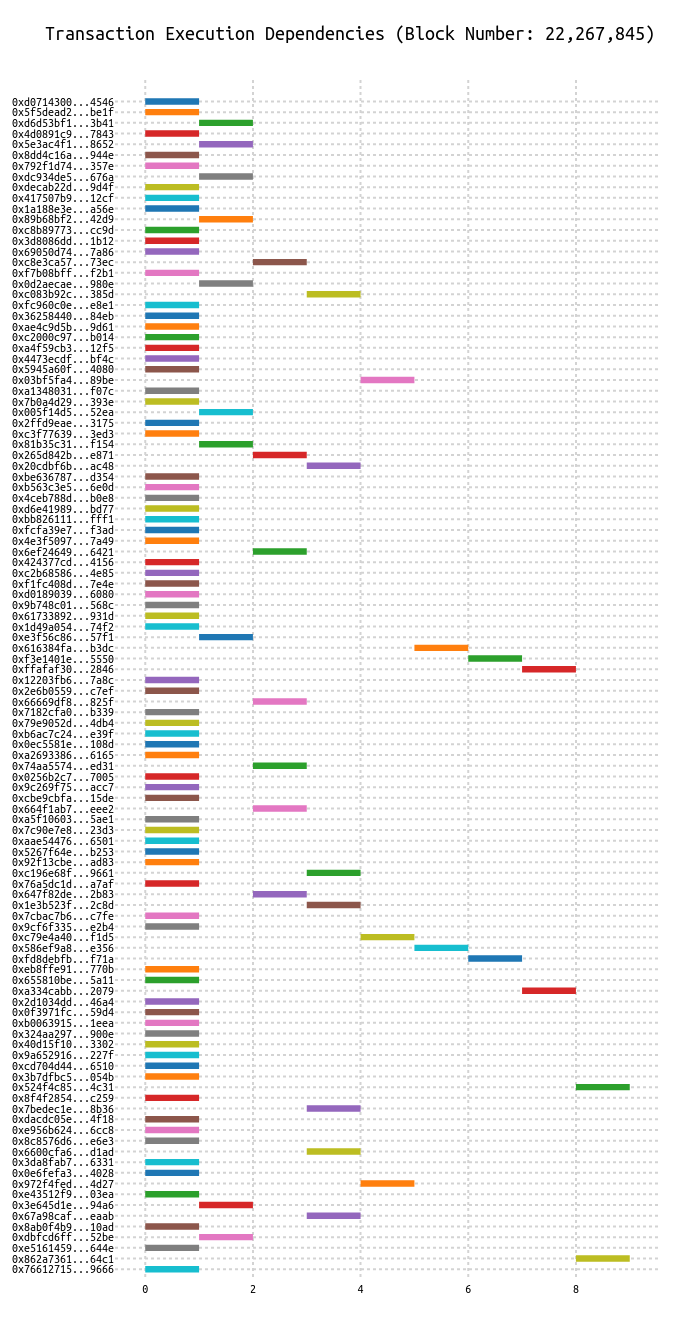 Transaction Execution Dependencies (Block Number: 22,267,845)
0xd0714300...4546
0x5f5dead2...be1f
0xd6d53bf1...3b41
0x4d0891c9...7843
0x5e3ac4f1...8652
0x8dd4c16a...944e
0x792f1d74...357e
0xdc934de5...676a
0xdecab22d...9d4f
0x417507b9...12cf
0x1a188e3e...a56e
0x89b68bf2...42d9
0xc8b89773...cc9d
0x3d8086dd...1b12
0x69050d74...7a86
0xc8e3ca57...73ec
0xf7b08bff...f2b1
0x0d2aecae...980e
0xc083b92c...385d
0xfc960c0e...e8e1
0x36258440...84eb
0xae4c9d5b...9d61
0xc2000c97...b014
0xa4f59cb3...12f5
0x4473ecdf...bf4c
0x5945a60f...4080
0x03bf5fa4...89be
0xa1348031...f07c
0x7b0a4d29...393e
0x005f14d5...52ea
0x2ffd9eae...3175
0xc3f77639...3ed3
0x81b35c31...f154
0x265d842b...e871
0x20cdbf6b...ac48
0xbe636787...d354
0xb563c3e5...6e0d
0x4ceb788d...b0e8
0xd6e41989...bd77
0xbb826111...fff1
0xfcfa39e7...f3ad
0x4e3f5097...7a49
0x6ef24649...6421
0x424377cd...4156
0xc2b68586...4e85
0xf1fc408d...7e4e
0xd0189039...6080
0x9b748c01...568c
0x61733892...931d
0x1d49a054...74f2
0xe3f56c86...57f1
0x616384fa...b3dc
0xf3e1401e...5550
0xffafaf30...2846
0x12203fb6...7a8c
0x2e6b0559...c7ef
0x66669df8...825f
0x7182cfa0...b339
0x79e9052d...4db4
0xb6ac7c24...e39f
0x0ec5581e...108d
0xa2693386...6165
0x74aa5574...ed31
0x0256b2c7...7005
0x9c269f75...acc7
0xcbe9cbfa...15de
0x664f1ab7...eee2
0xa5f10603...5ae1
0x7c90e7e8...23d3
0xaae54476...6501
0x5267f64e...b253
0x92f13cbe...ad83
0xc196e68f...9661
0x76a5dc1d...a7af
0x647f82de...2b83
0x1e3b523f...2c8d
0x7cbac7b6...c7fe
0x9cf6f335...e2b4
0xc79e4a40...f1d5
0x586ef9a8...e356
0xfd8debfb...f71a
0xeb8ffe91...770b
0x655810be...5a11
0xa334cabb...2079
0x2d1034dd...46a4
0x0f3971fc...59d4
0xb0063915...1eea
0x324aa297...900e
0x40d15f10...3302
0x9a652916...227f
0xcd704d44...6510
0x3b7dfbc5...054b
0x524f4c85...4c31
0x8f4f2854...c259
0x7bedec1e...8b36
0xdacdc05e...4f18
0xe956b624...6cc8
0x8c8576d6...e6e3
0x6600cfa6...d1ad
0x3da8fab7...6331
0x0e6fefa3...4028
0x972f4fed...4d27
0xe43512f9...03ea
0x3e645d1e...94a6
0x67a98caf...eaab
0x8ab0f4b9...10ad
0xdbfcd6ff...52be
0xe5161459...644e
0x862a7361...64c1
0x76612715...9666
0 2 4 6 8